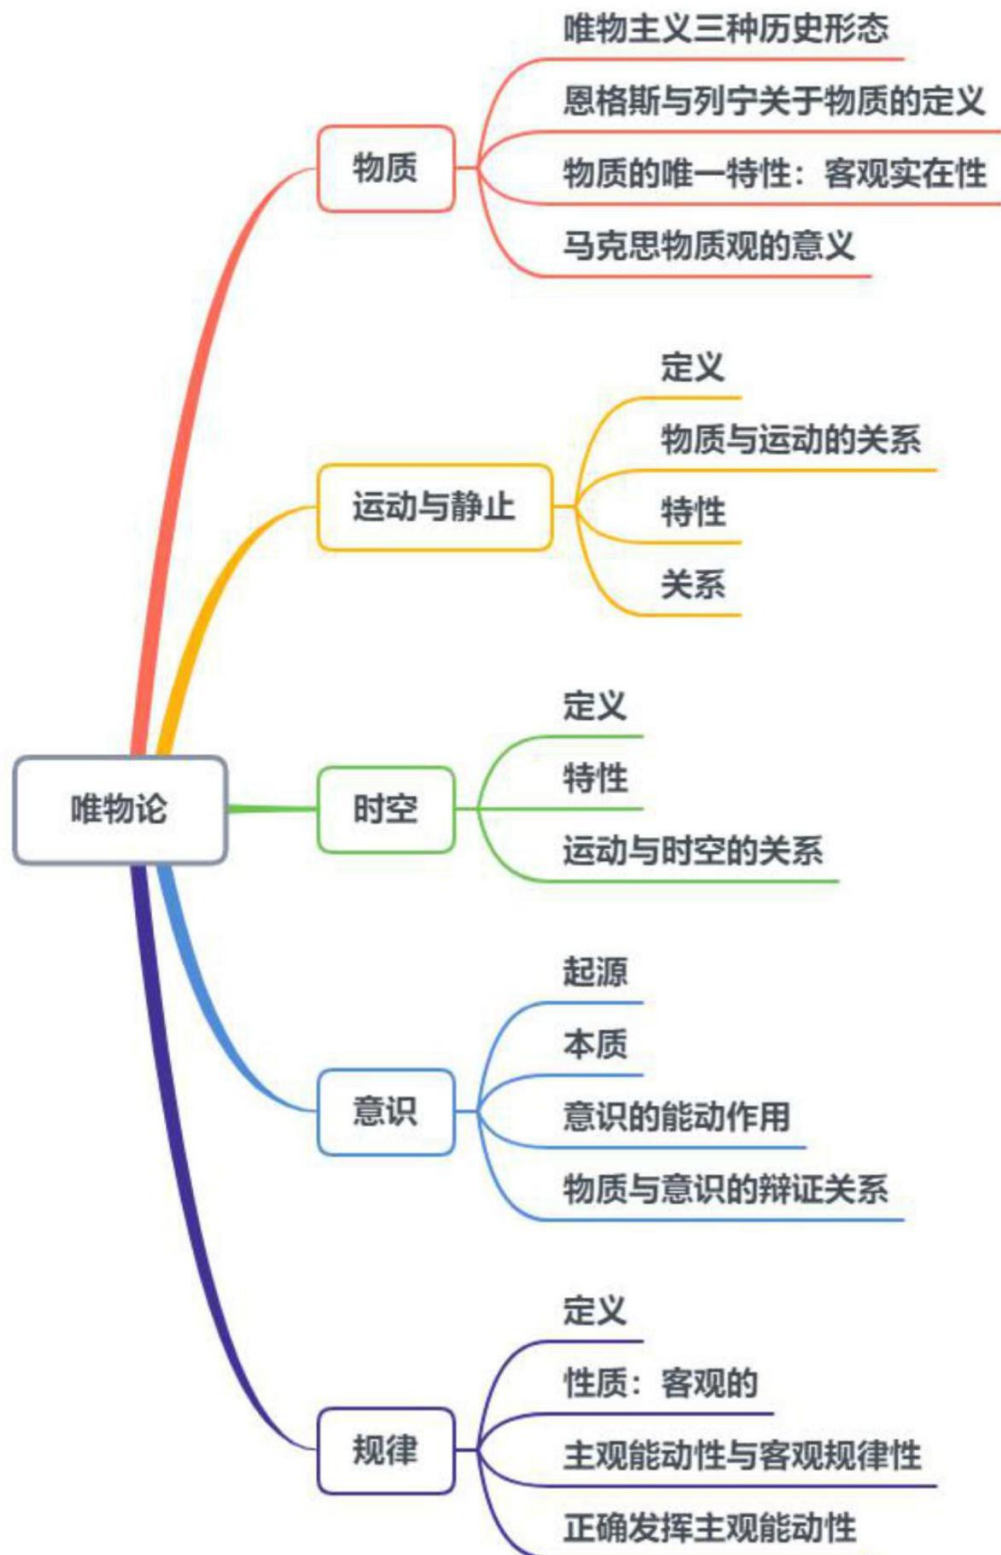 唯物论
物质
唯物主义三种历史形态
恩格斯与列宁关于物质的定义
物质的唯一特性：客观实在性
马克思物质观的意义
运动与静止
定义
物质与运动的关系
特性
关系
时空
定义
特性
运动与时空的关系
意识
起源
本质
意识的能动作用
物质与意识的辩证关系
规律
定义
性质：客观的
主观能动性与客观规律性
正确发挥主观能动性